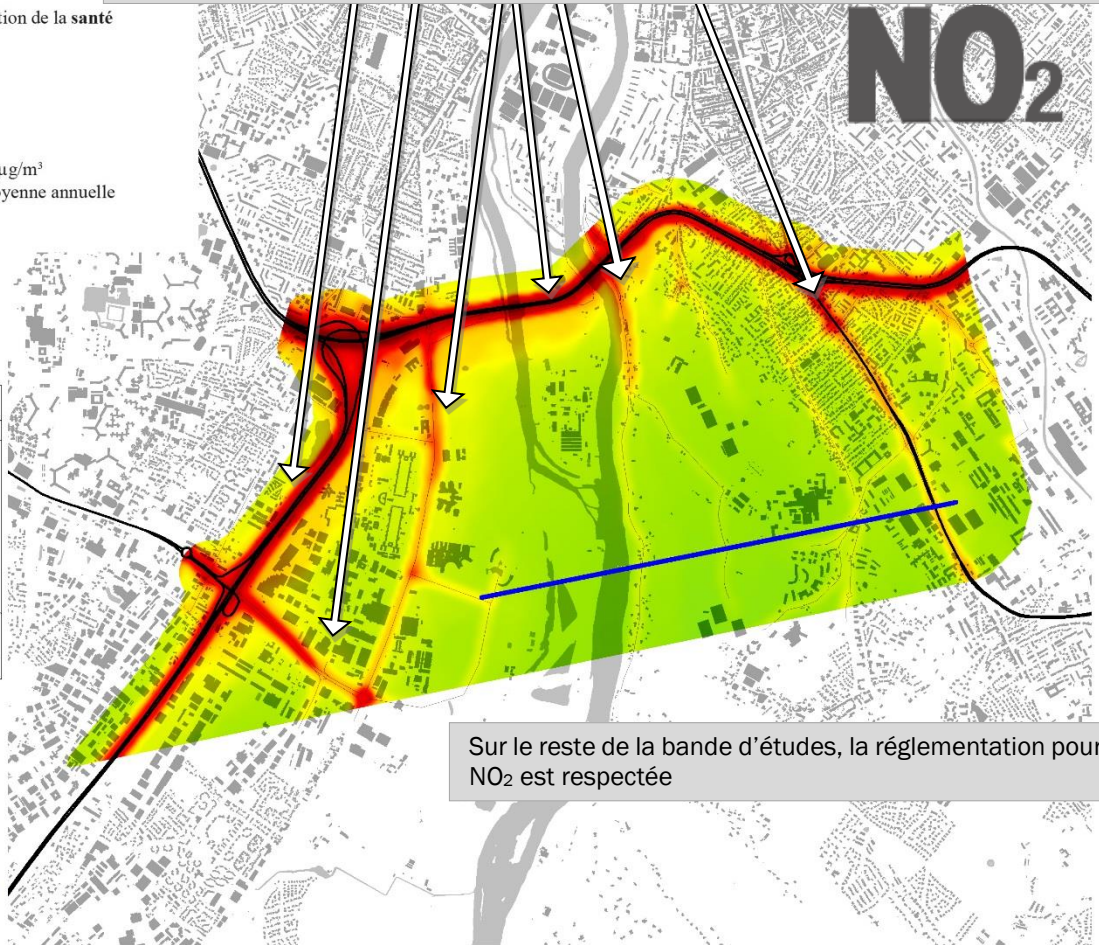 tion de la santé
NO₂
µg/m³
yenne annuelle
Sur le reste de la bande d’études, la réglementation pour
NO₂ est respectée